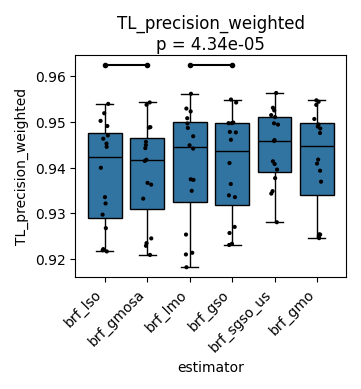 TL_precision_weighted
p = 4.34e-05
TL_precision_weighted
0.96
0.95
0.94
0.93
0.92
brf_lso
brf_gmosa
brf_lmo
brf_gso
brf_sgso_us
brf_gmo
estimator